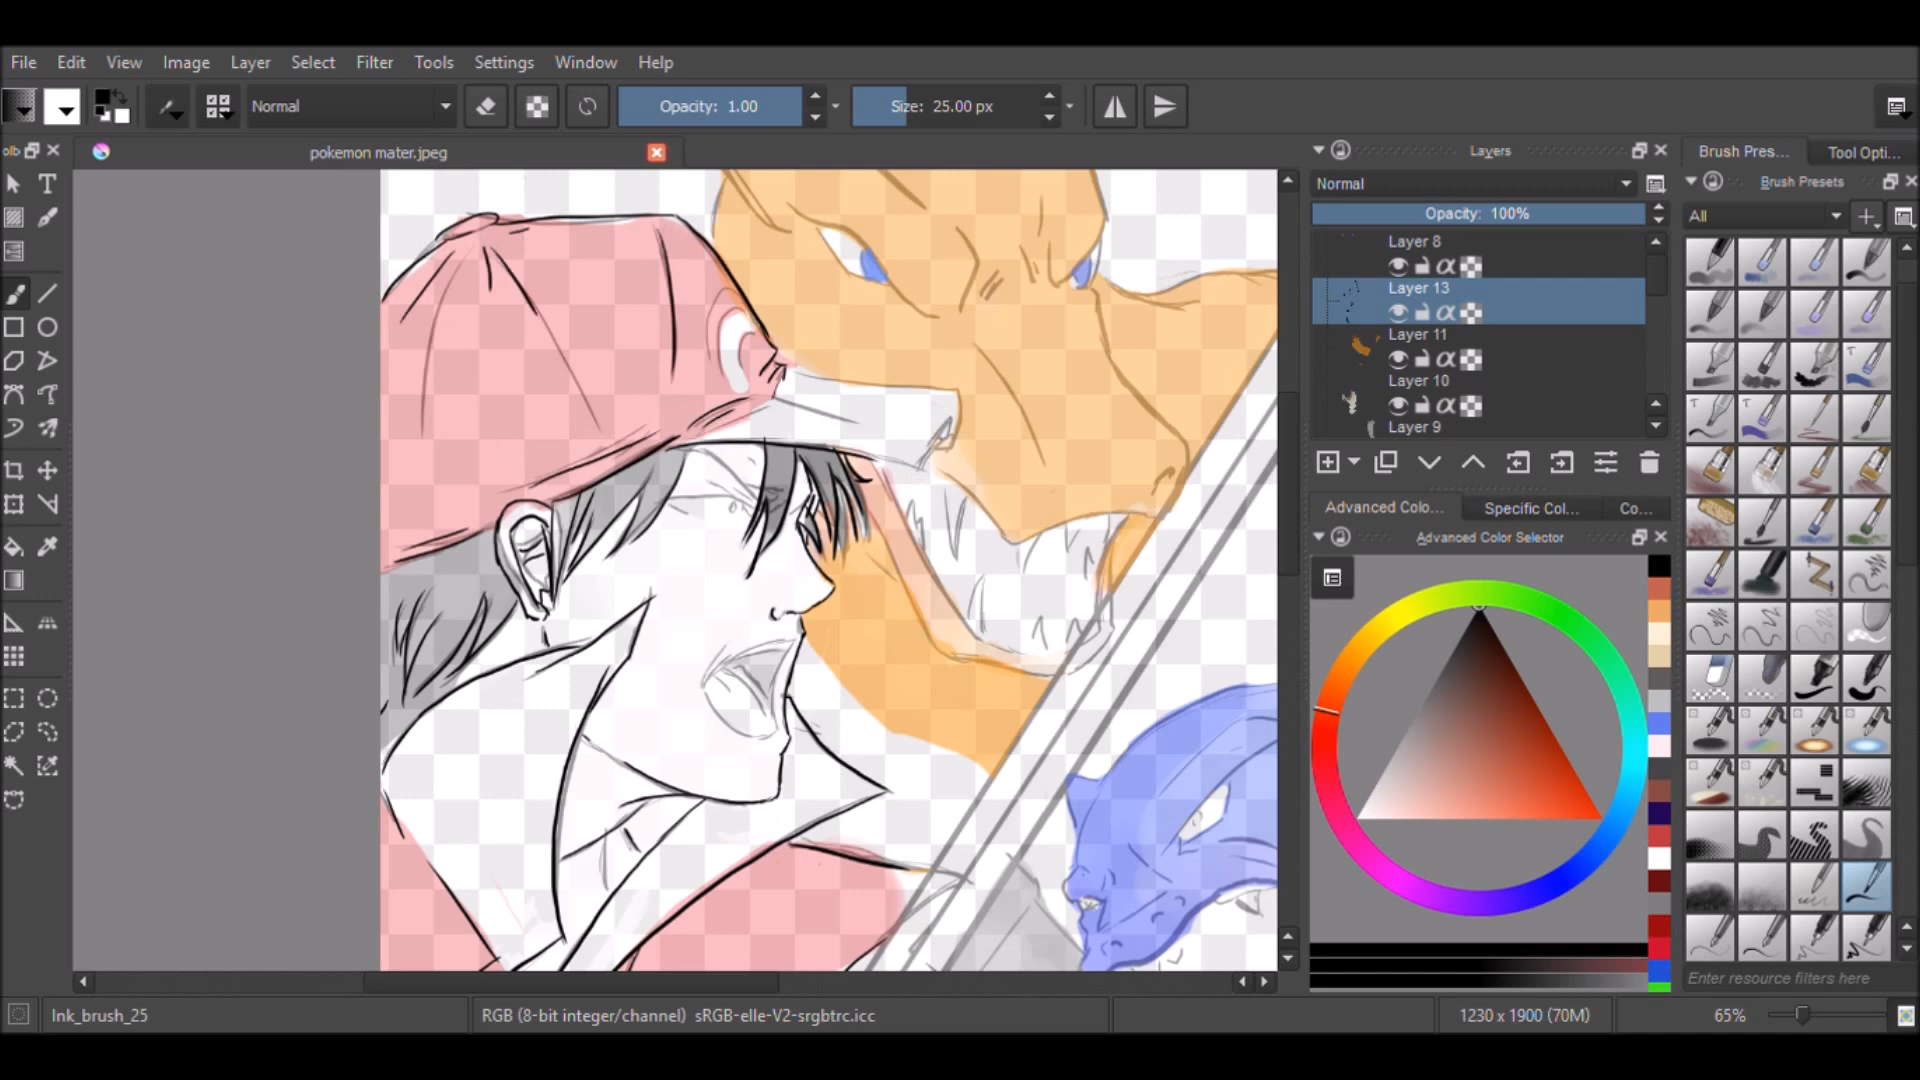 File Edit View Image Layer Select Filter Tools Settings Window Help
Normal Opacity: 1.00 Size: 25.00 px
pokemon mater.jpeg
Layers
Brush Pres... Tool Opti...
Brush Presets
Normal
All
Opacity: 100%
Layer 8
Layer 13
Layer 11
Layer 10
Layer 9
Advanced Colo... Specific Col... Co...
Advanced Color Selector
Enter resource filters here
Ink_brush_25
RGB (8-bit integer/channel) sRGB-elle-V2-srgbtrc.icc
1230 x 1900 (70M)
65%